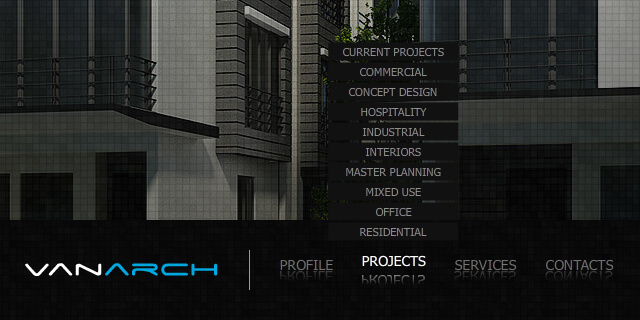 CURRENT PROJECTS
COMMERCIAL
CONCEPT DESIGN
HOSPITALITY
INDUSTRIAL
INTERIORS
MASTER PLANNING
MIXED USE
OFFICE
RESIDENTIAL
VANARCH
PROFILE PROJECTS SERVICES CONTACTS